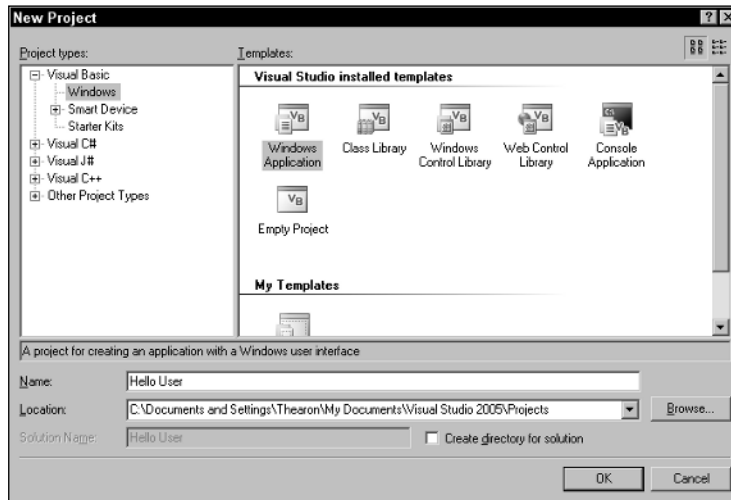 New Project
Project types:
Templates:
Visual Basic
Windows
Smart Device
Starter Kits
Visual C#
Visual J#
Visual C++
Other Project Types
Visual Studio installed templates
Windows Application
Class Library
Windows Control Library
Web Control Library
Console Application
Empty Project
My Templates
A project for creating an application with a Windows user interface
Name:
Hello User
Location:
C:\Documents and Settings\Thearon\My Documents\Visual Studio 2005\Projects
Browse...
Solution Name:
Hello User
Create directory for solution
OK
Cancel